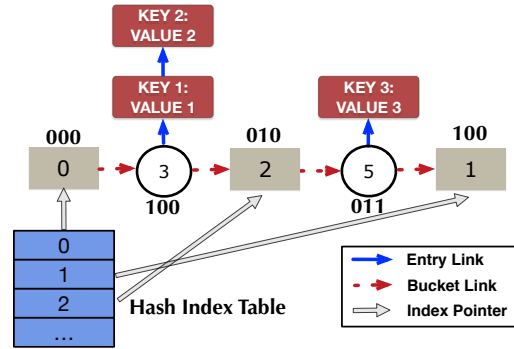 KEY 2:
VALUE 2
KEY 1:
VALUE 1
KEY 3:
VALUE 3
000
010
100
0
3
2
5
1
100
011
0
1
2
...
Hash Index Table
Entry Link
Bucket Link
Index Pointer